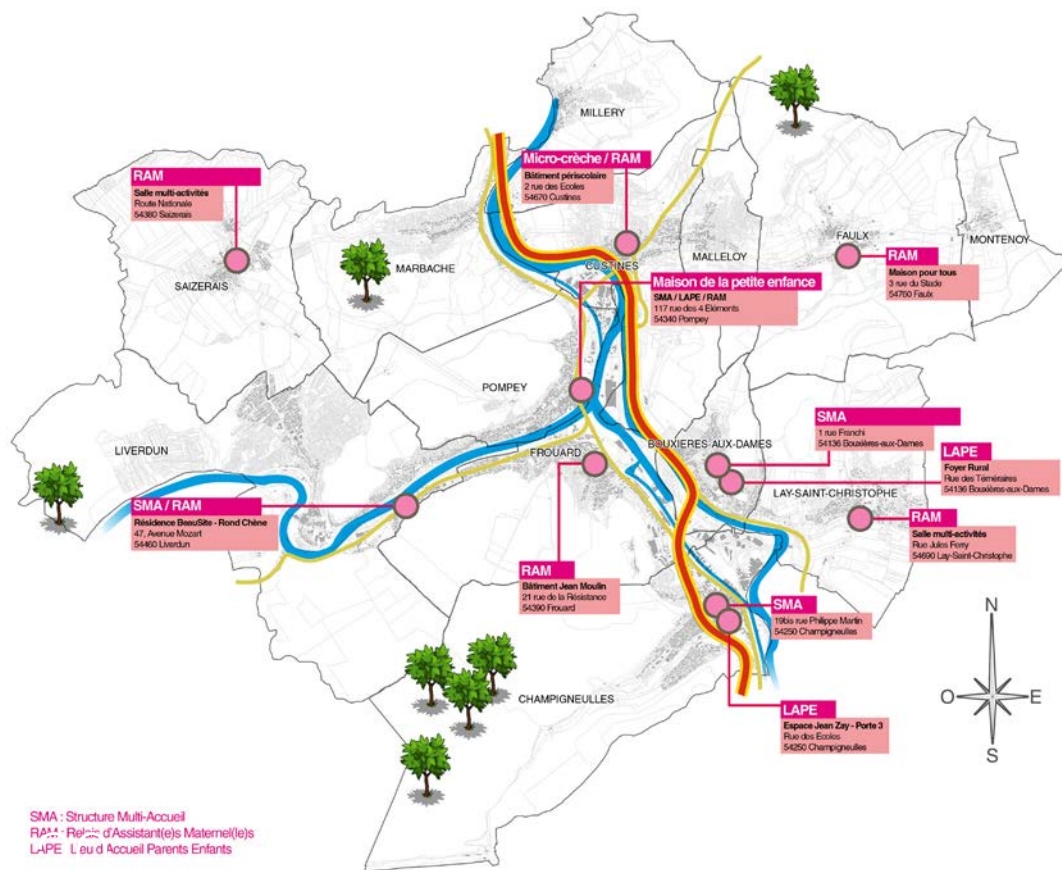 MILLERY
Micro-crèche / RAM
Bâtiment périscolaire
2 rue des Ecoles
54670 Custines
RAM
Salle multi-activités
Route Nationale
54380 Saizerais
SAIZERAIS
MARBACHE
CUSTINES
MALLELOY
FAULX
MONTENOY
RAM
Maison pour tous
3 rue du Stade
54760 Faulx
Maison de la petite enfance
SMA / LAPE / RAM
117 rue des 4 Eléments
54340 Pompey
POMPEY
LIVERDUN
FROUARD
BOUXIERES-AUX-DAMES
SMA
1 rue Franchi
54136 Bouxières-aux-Dames
LAPE
Foyer Rural
Rue des Téméraires
54136 Bouxières-aux-Dames
LAY-SAINT-CHRISTOPHE
RAM
Salle multi-activités
Rue Jules Ferry
54690 Lay-Saint-Christophe
SMA / RAM
Résidence BeauSite - Rond Chène
47, Avenue Mozart
54460 Liverdun
RAM
Bâtiment Jean Moulin
21 rue de la Résistance
54390 Frouard
SMA
19bis rue Philippe Martin
54250 Champigneulles
CHAMPIGNEULLES
LAPE
Espace Jean Zay - Porte 3
Rue des Ecoles
54250 Champigneulles
N
O E
S
SMA : Structure Multi-Accueil
RAM : Relais d'Assistant(e)s Maternel(le)s
LAPE Lieu d Accueil Parents Enfants